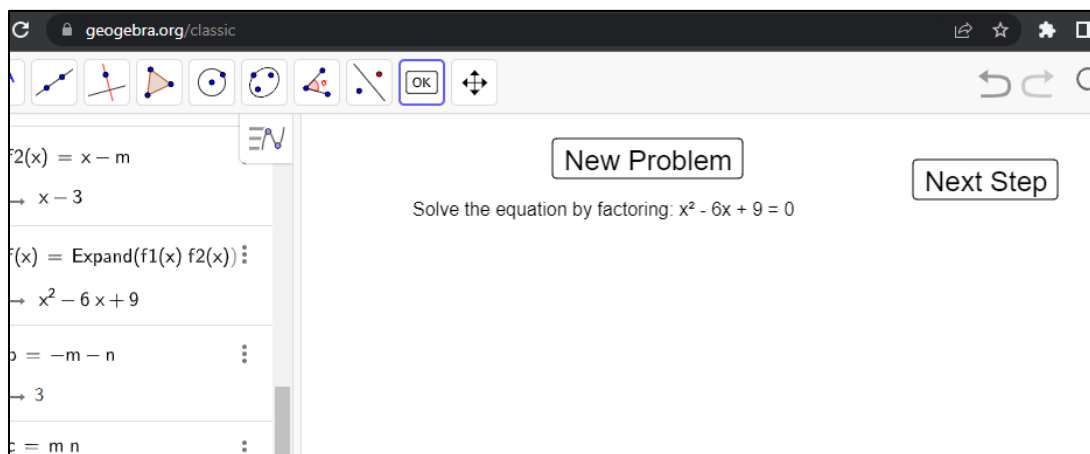 geogebra.org/classic
OK
f2(x) = x − m
→ x − 3
f(x) = Expand(f1(x) f2(x))
→ x² − 6 x + 9
b = −m − n
→ 3
c = m n
New Problem
Next Step
Solve the equation by factoring: x² - 6x + 9 = 0